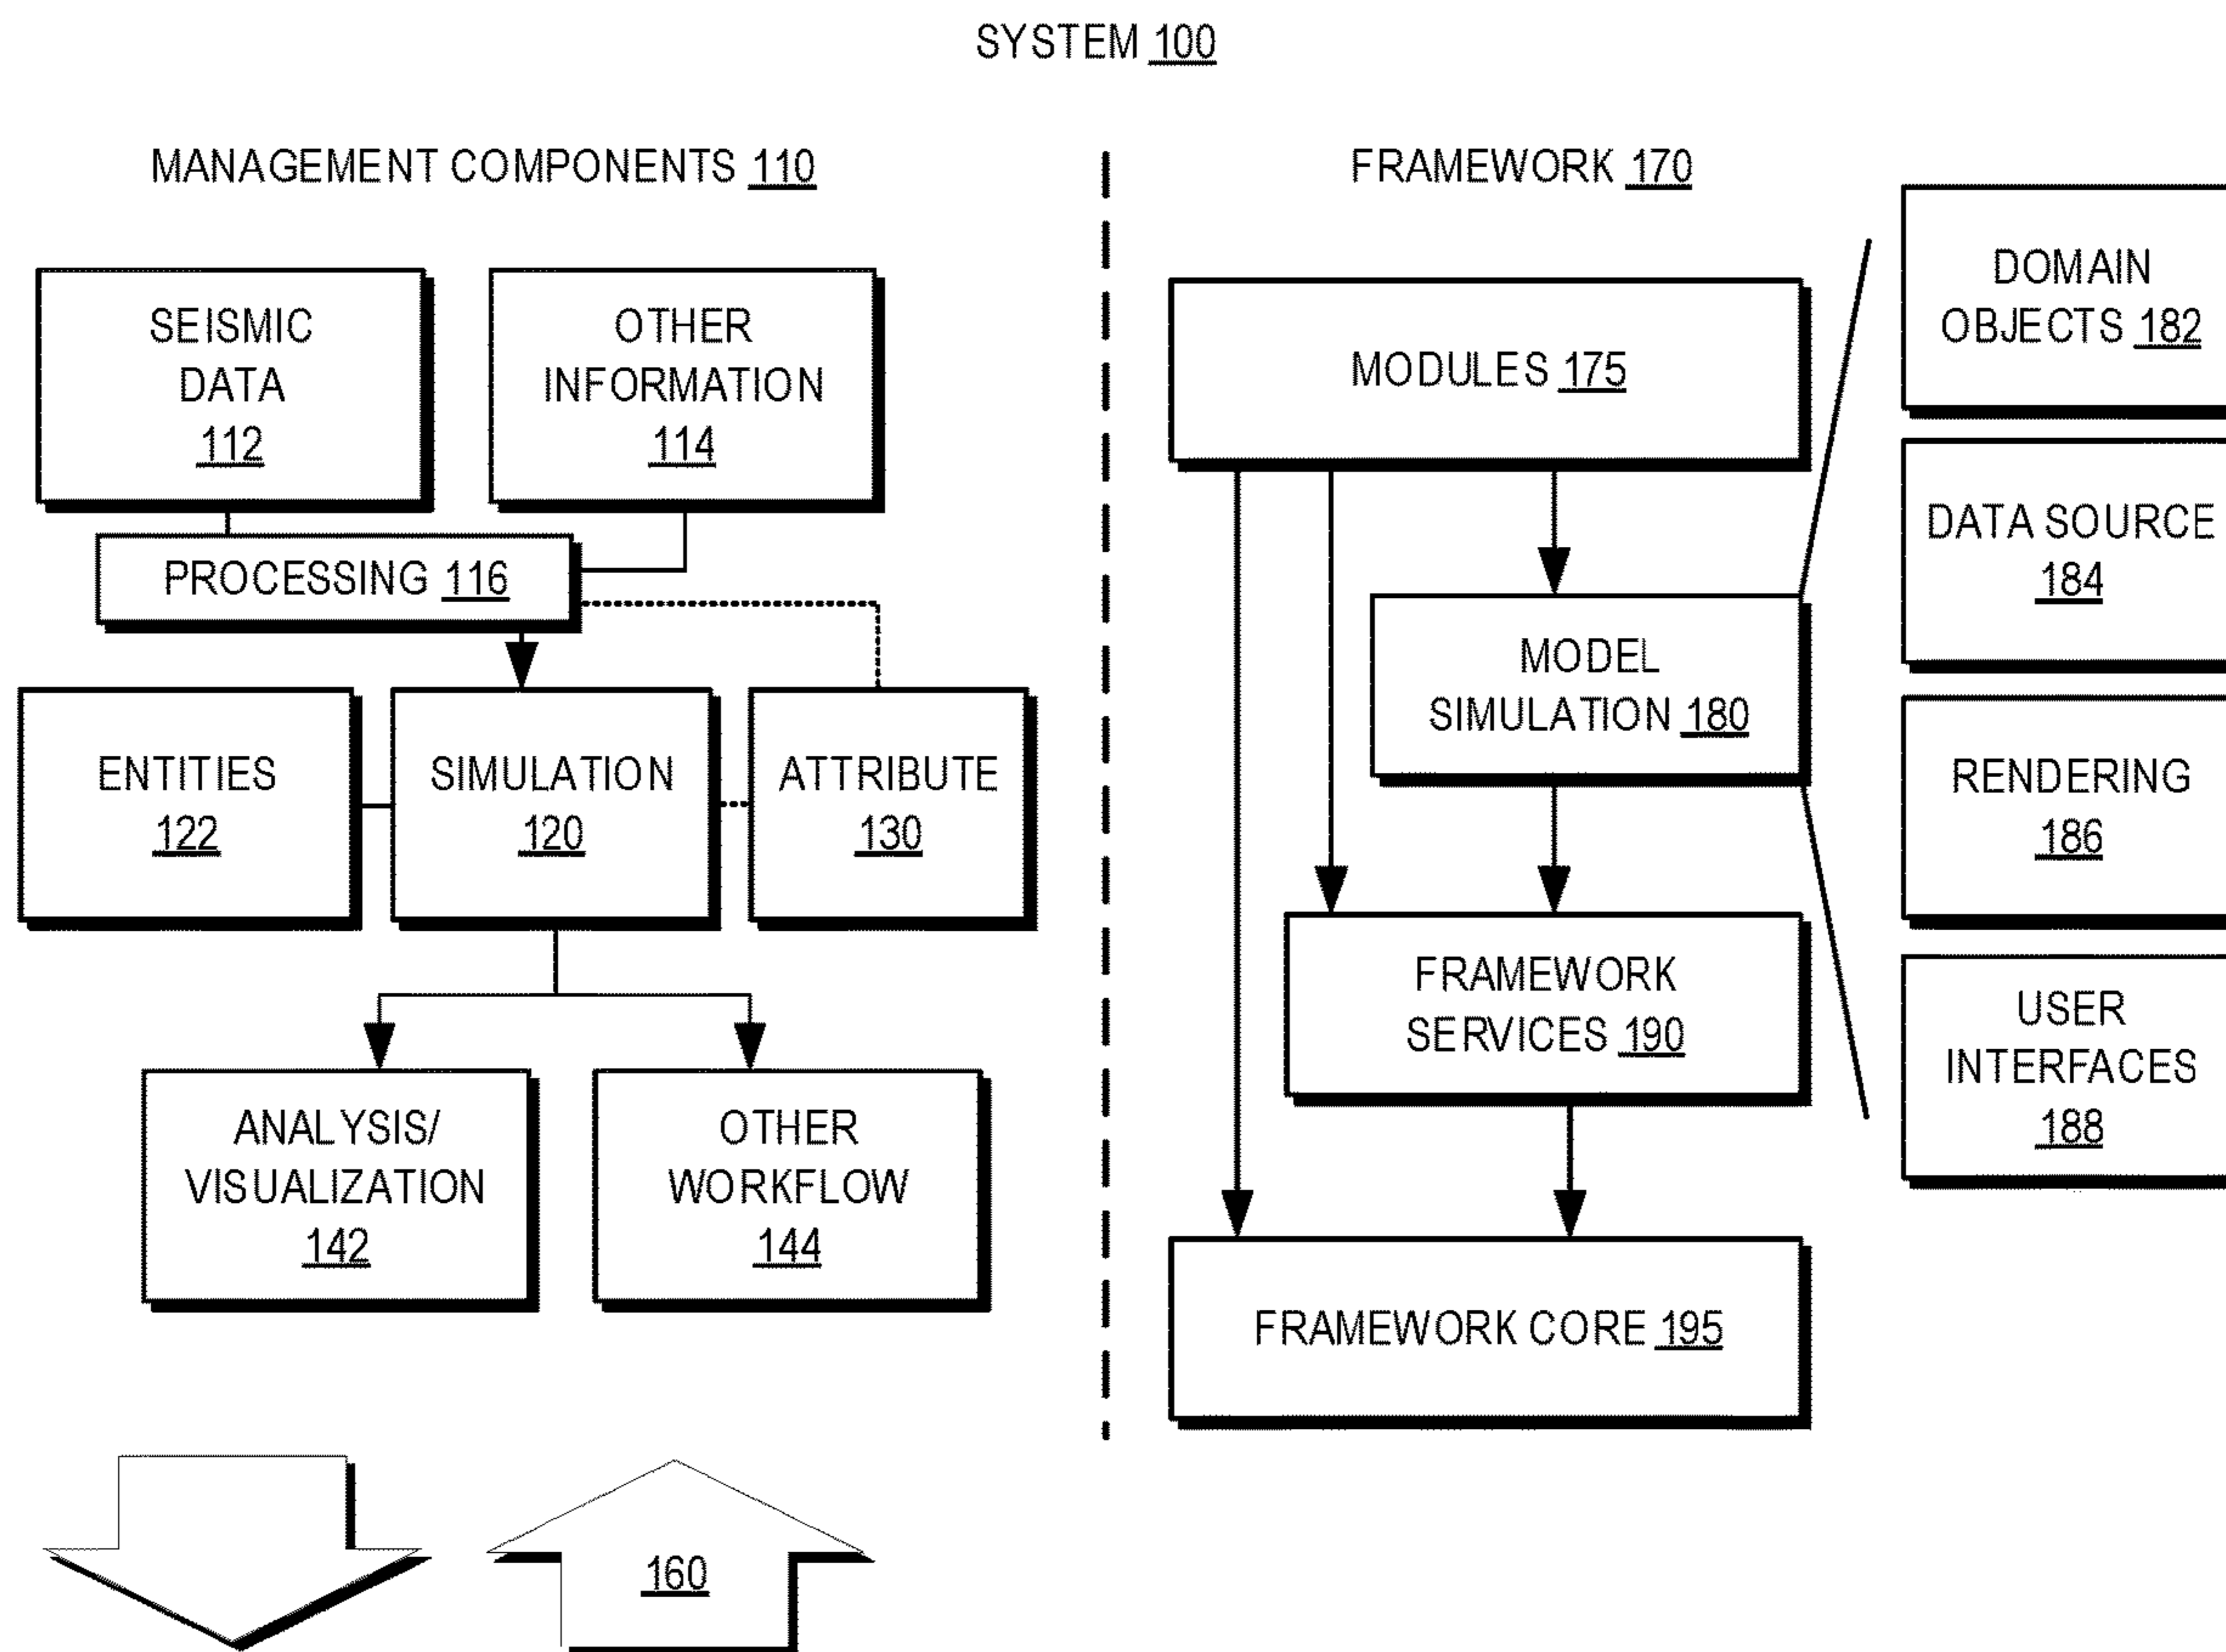 SYSTEM 100
MANAGEMENT COMPONENTS 110
SEISMIC
DATA
112
OTHER
INFORMATION
114
PROCESSING 116
ENTITIES
122
SIMULATION
120
ATTRIBUTE
130
ANALYSIS/
VISUALIZATION
142
OTHER
WORKFLOW
144
160
FRAMEWORK 170
MODULES 175
MODEL
SIMULATION 180
FRAMEWORK
SERVICES 190
FRAMEWORK CORE 195
DOMAIN
OBJECTS 182
DATA SOURCE
184
RENDERING
186
USER
INTERFACES
188